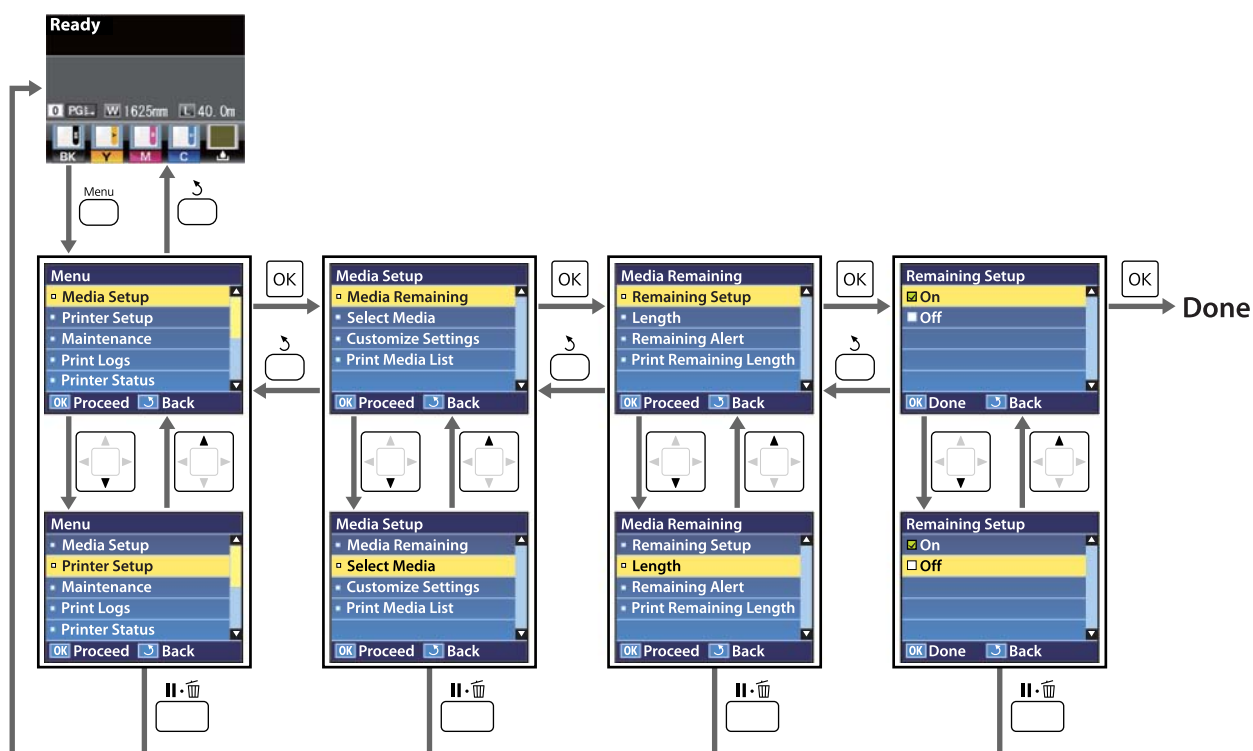 Ready
0 PG W 1625mm L 40.0m
BK Y M C
Menu
Menu
Media Setup
Printer Setup
Maintenance
Print Logs
Printer Status
OK Proceed Back
OK
Media Setup
Media Remaining
Select Media
Customize Settings
Print Media List
OK Proceed Back
OK
Media Remaining
Remaining Setup
Length
Remaining Alert
Print Remaining Length
OK Proceed Back
OK
Remaining Setup
On
Off
OK Done Back
OK
Done
Menu
Media Setup
Printer Setup
Maintenance
Print Logs
Printer Status
OK Proceed Back
Media Setup
Media Remaining
Select Media
Customize Settings
Print Media List
OK Proceed Back
Media Remaining
Remaining Setup
Length
Remaining Alert
Print Remaining Length
OK Proceed Back
Remaining Setup
On
Off
OK Done Back